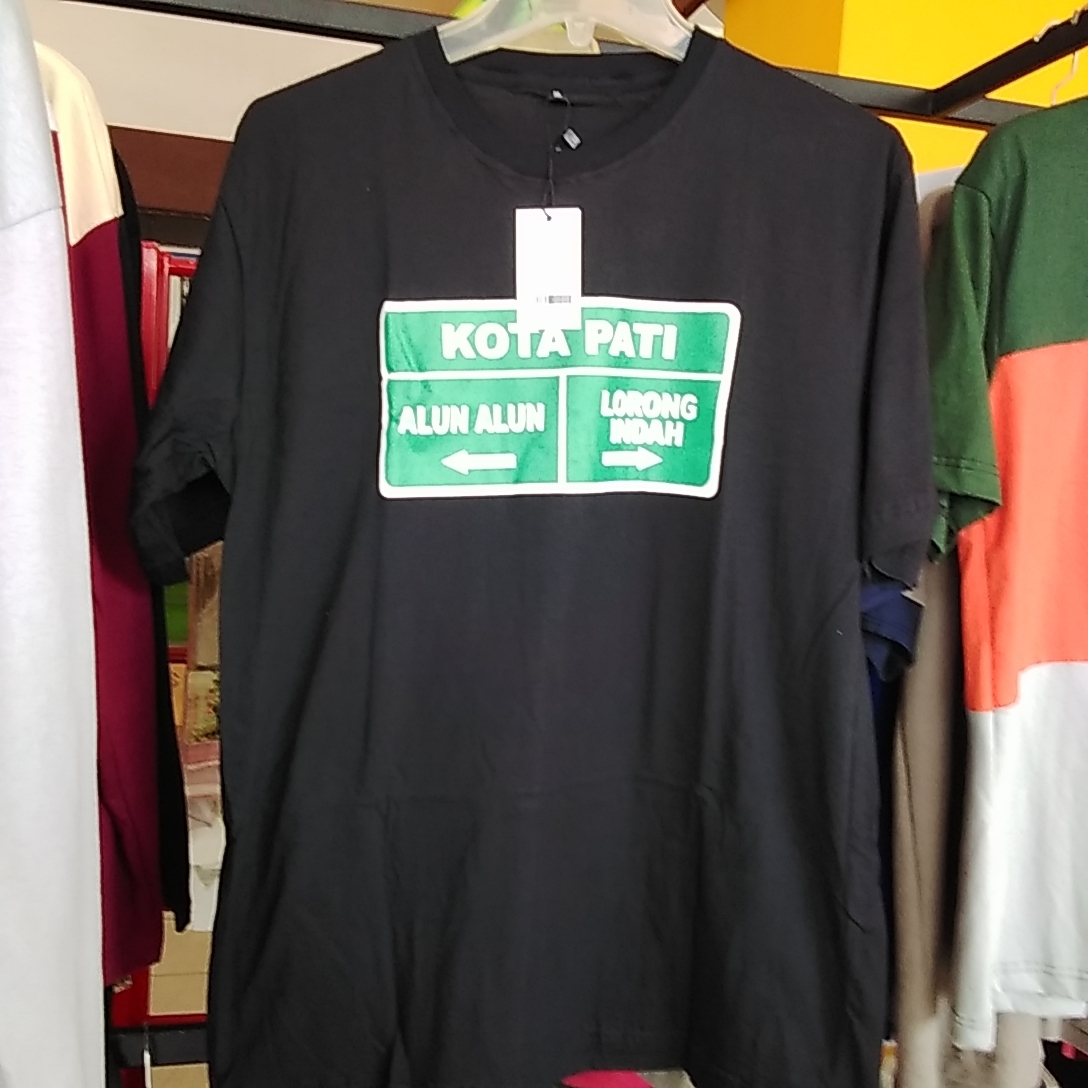 KOTA PATI
ALUN ALUN
LORONG
INDAH